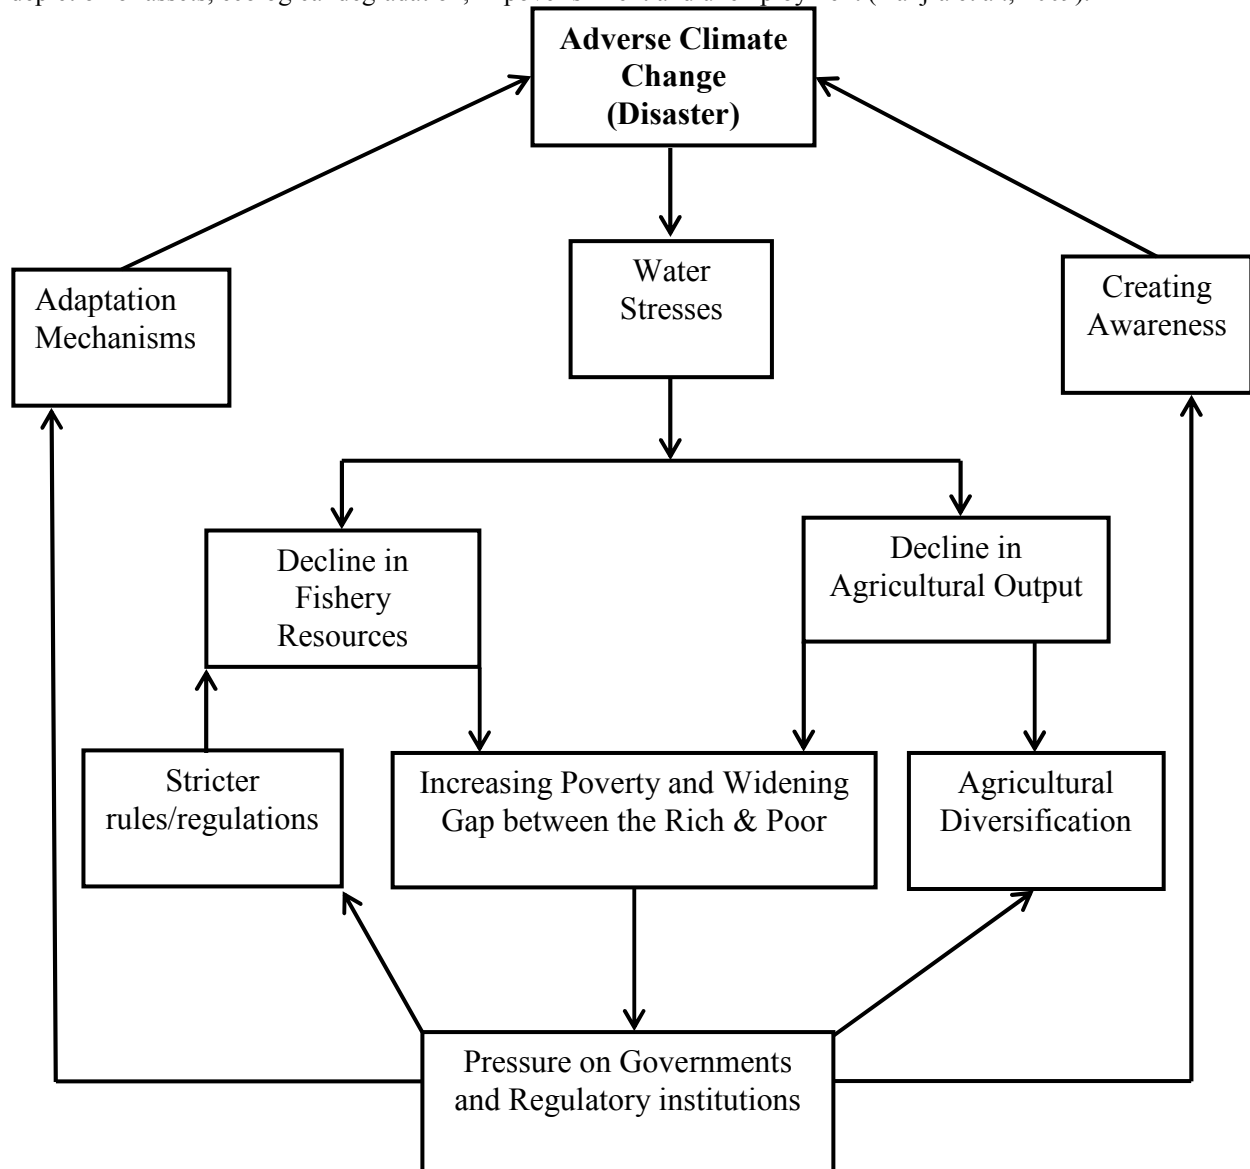 Adverse Climate
Change
(Disaster)
Water
Stresses
Adaptation
Mechanisms
Creating
Awareness
Decline in
Fishery
Resources
Decline in
Agricultural Output
Stricter
rules/regulations
Increasing Poverty and Widening
Gap between the Rich & Poor
Agricultural
Diversification
Pressure on Governments
and Regulatory institutions